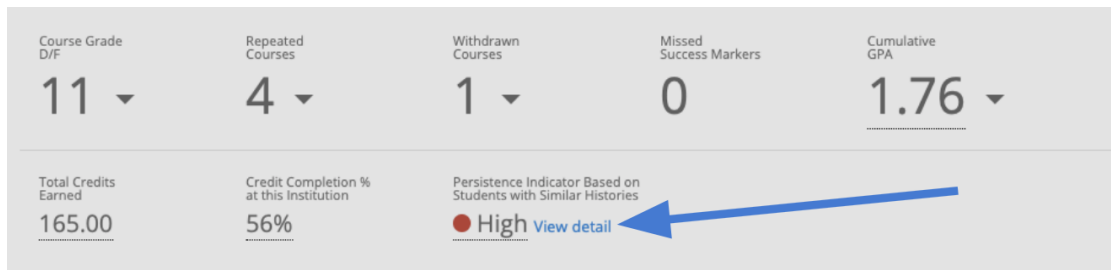 Course Grade
D/F
Repeated
Courses
Withdrawn
Courses
Missed
Success Markers
Cumulative
GPA
11
4
1
0
1.76
Total Credits
Earned
Credit Completion %
at this Institution
Persistence Indicator Based on
Students with Similar Histories
165.00
56%
High View detail